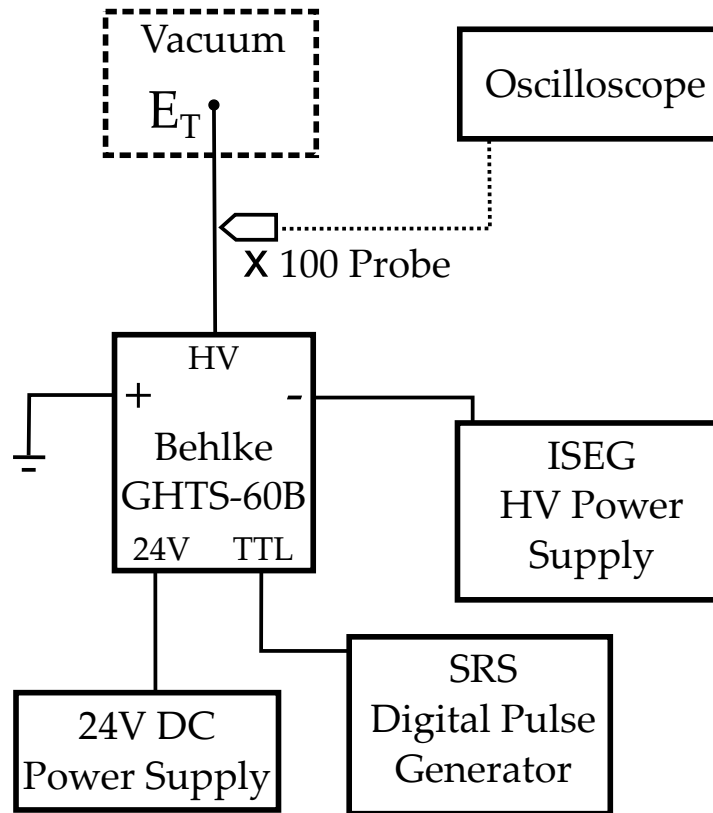 Vacuum
E_T
Oscilloscope
X 100 Probe
HV
+ -
Behlke
GHTS-60B
24V TTL
ISEG
HV Power
Supply
SRS
Digital Pulse
Generator
24V DC
Power Supply